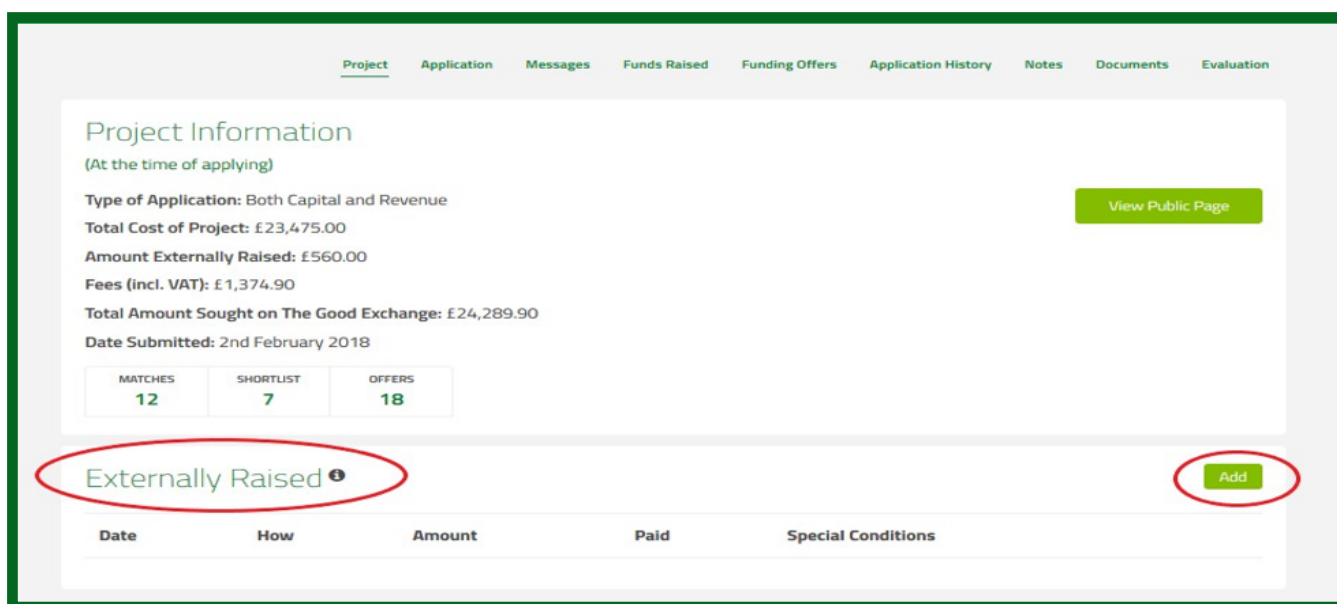 Project Application Messages Funds Raised Funding Offers Application History Notes Documents Evaluation
Project Information
(At the time of applying)
Type of Application: Both Capital and Revenue
View Public Page
Total Cost of Project: £23,475.00
Amount Externally Raised: £560.00
Fees (incl. VAT): £1,374.90
Total Amount Sought on The Good Exchange: £24,289.90
Date Submitted: 2nd February 2018
MATCHES SHORTLIST OFFERS
12 7 18
Externally Raised
Add
Date How Amount Paid Special Conditions